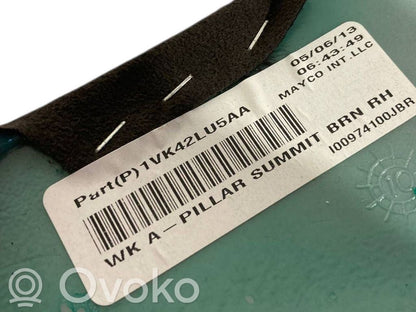 05/06/13
06:43:49
MAYCO INT.LLC
Part(P)1VK42LU5AA
WK A-PILLAR SUMMIT BRN RH
I00974100JBR
Ovoko